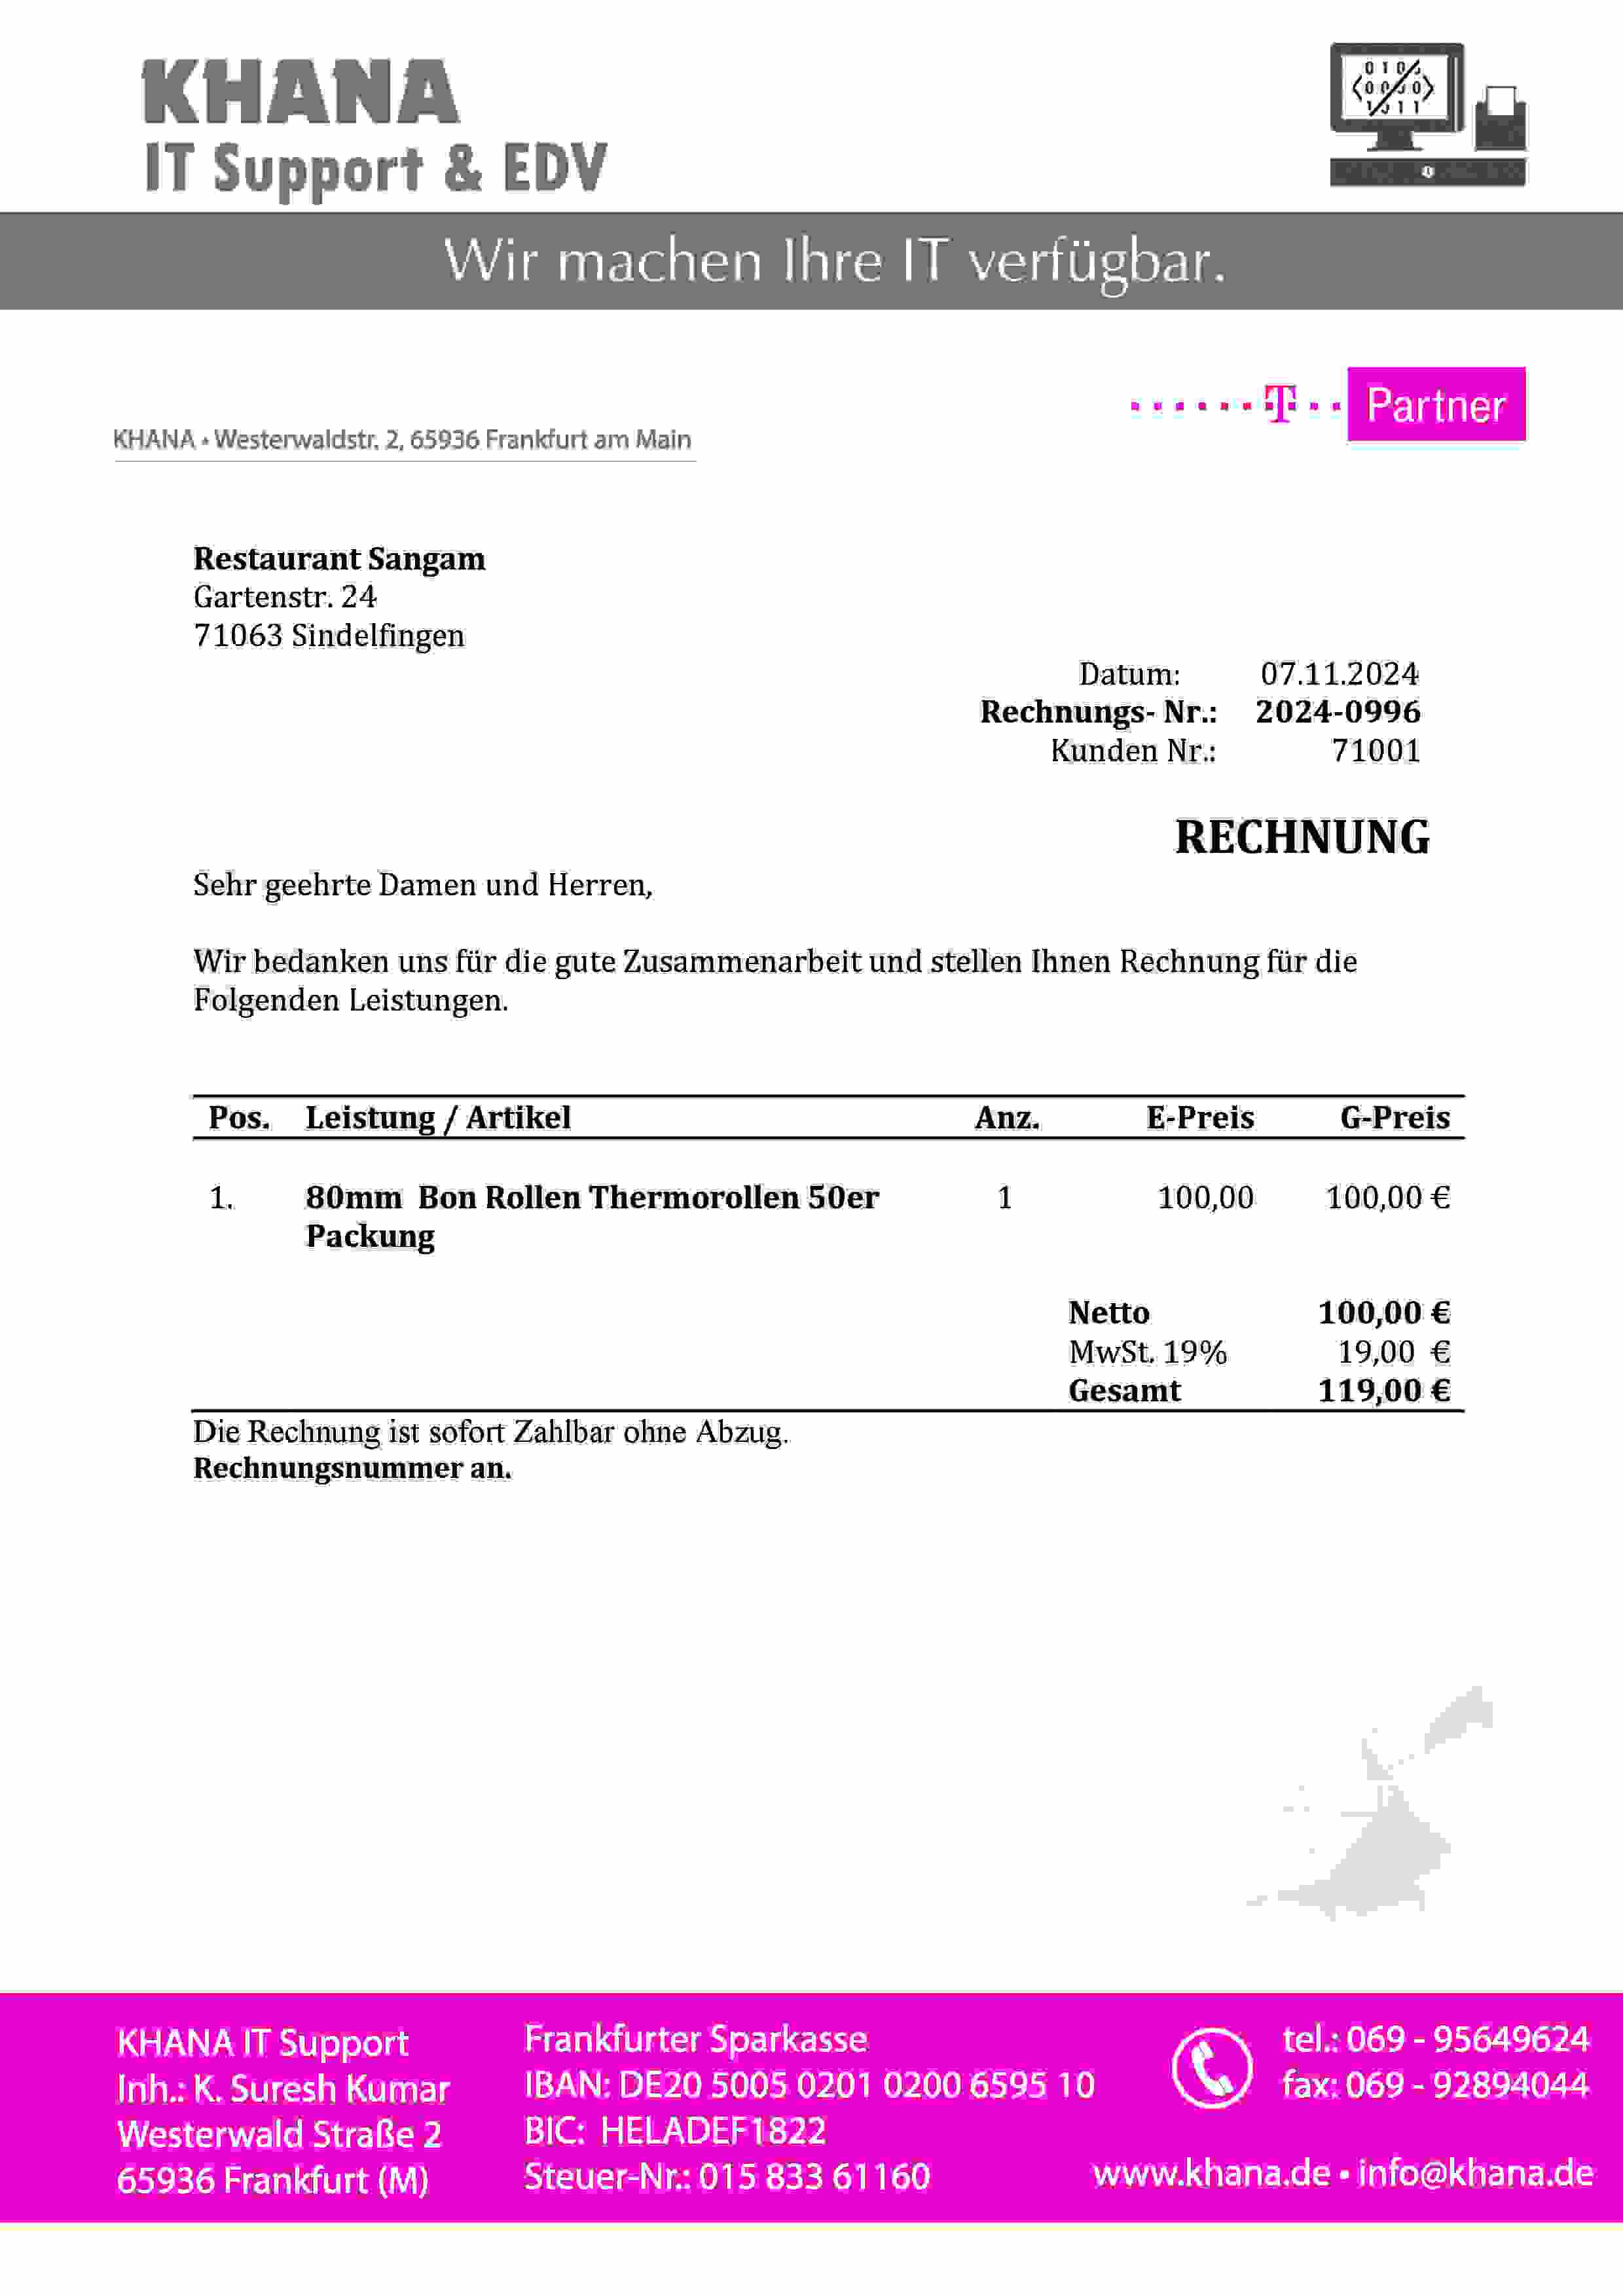 KHANA
IT Support & EDV
Wir machen Ihre IT verfügbar.
T Partner
KHANA • Westerwaldstr. 2, 65936 Frankfurt am Main
Restaurant Sangam
Gartenstr. 24
71063 Sindelfingen
Datum: 07.11.2024
Rechnungs- Nr.: 2024-0996
Kunden Nr.: 71001
RECHNUNG
Sehr geehrte Damen und Herren,
Wir bedanken uns für die gute Zusammenarbeit und stellen Ihnen Rechnung für die
Folgenden Leistungen.
Pos. Leistung / Artikel Anz. E-Preis G-Preis
1. 80mm Bon Rollen Thermorollen 50er 1 100,00 100,00 €
Packung
Netto 100,00 €
MwSt. 19% 19,00 €
Gesamt 119,00 €
Die Rechnung ist sofort Zahlbar ohne Abzug.
Rechnungsnummer an.
KHANA IT Support
Inh.: K. Suresh Kumar
Westerwald Straße 2
65936 Frankfurt (M)
Frankfurter Sparkasse
IBAN: DE20 5005 0201 0200 6595 10
BIC: HELADEF1822
Steuer-Nr.: 015 833 61160
tel.: 069 - 95649624
fax: 069 - 92894044
www.khana.de • info@khana.de